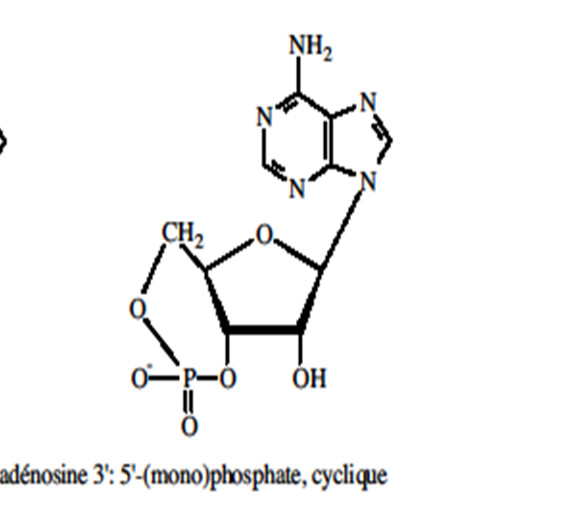 NH₂
N
N
N
N
CH₂
O
O
O⁻ P O OH
O
adénosine 3': 5'-(mono)phosphate, cyclique